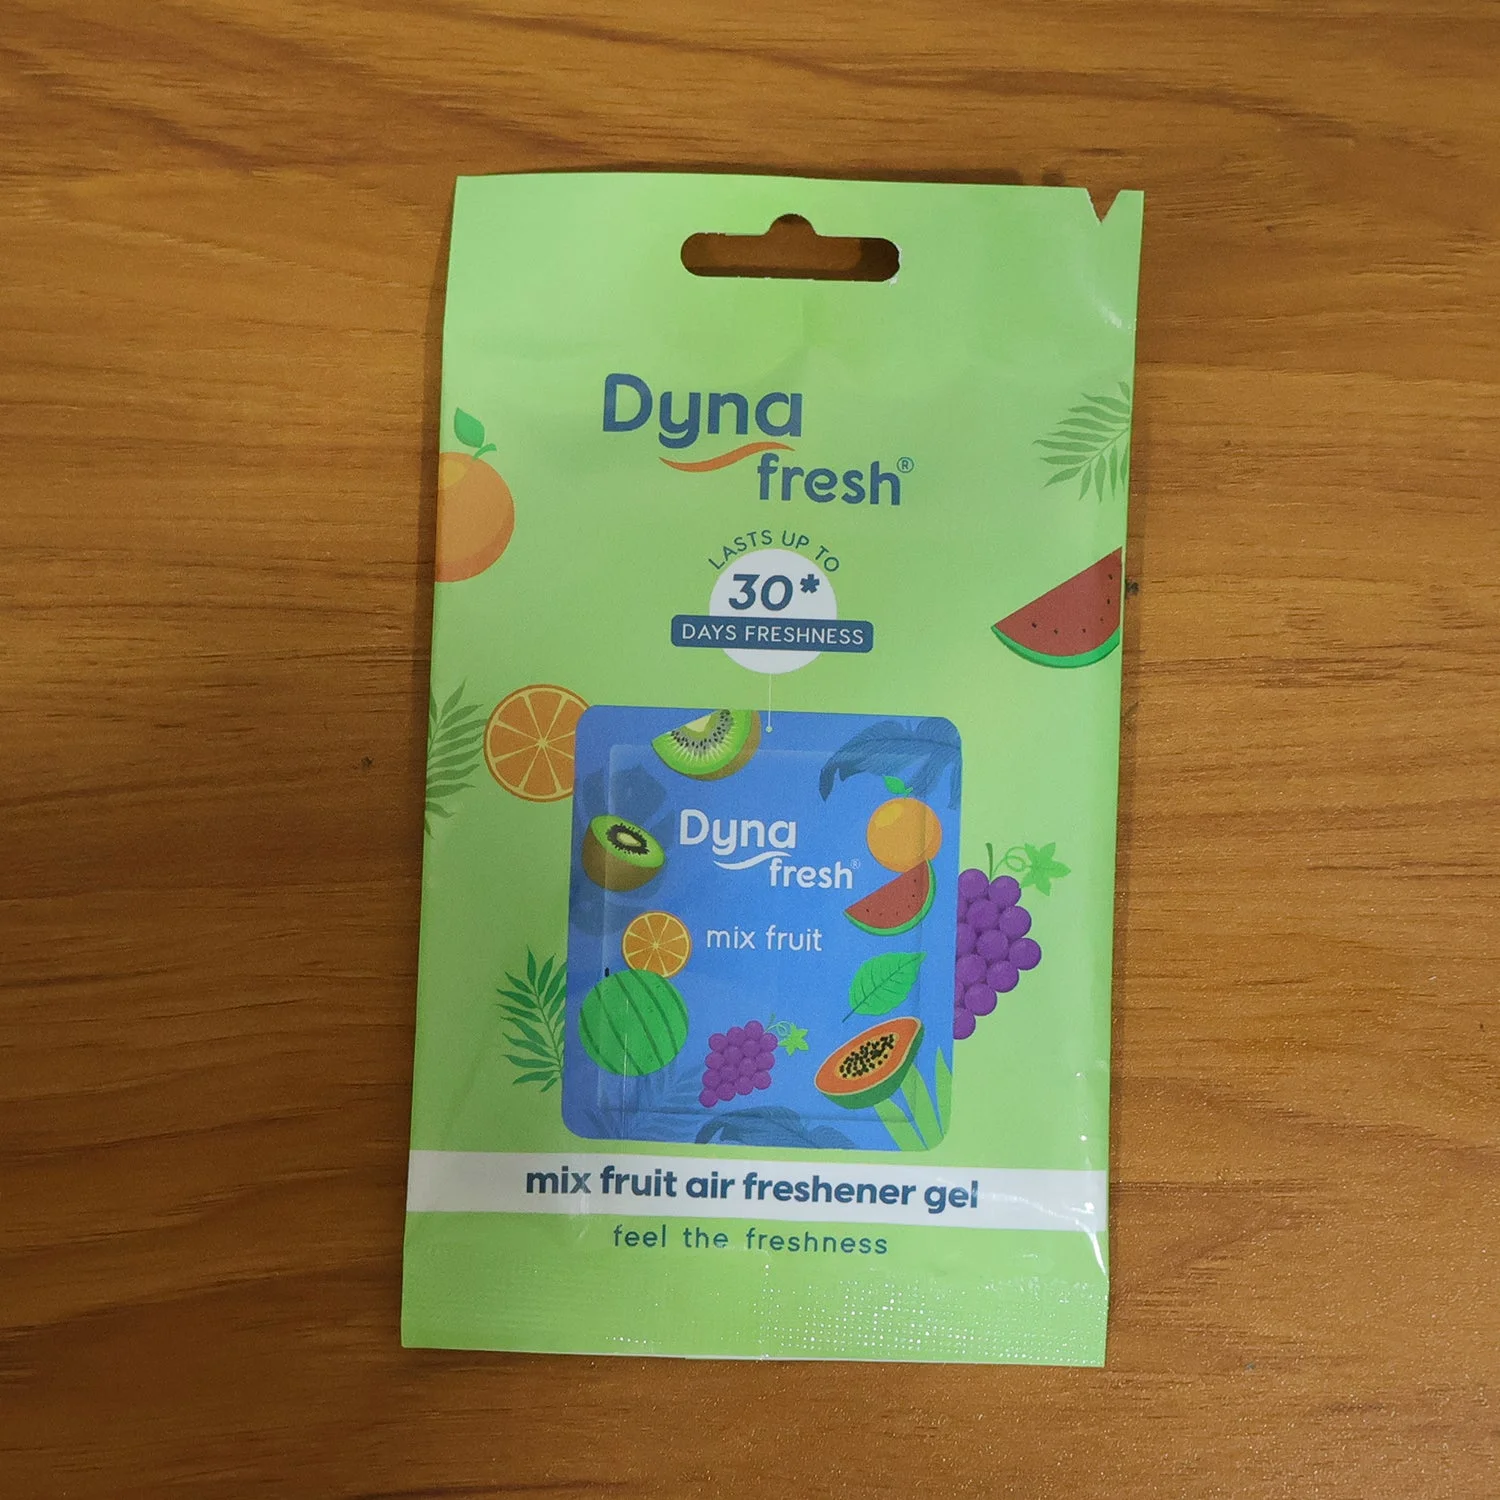 Dyna
fresh®
LASTS UP TO
30*
DAYS FRESHNESS
Dyna
fresh®
mix fruit
mix fruit air freshener gel
feel the freshness